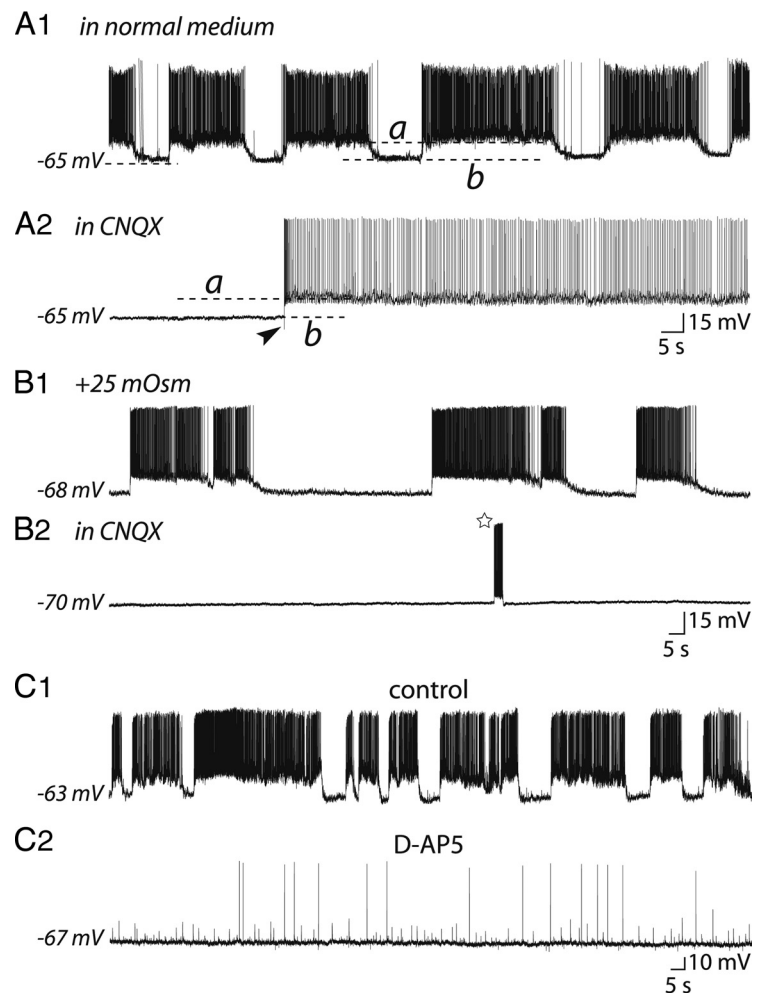 A1 in normal medium
a
-65 mV
b
A2 in CNQX
a
-65 mV
b
15 mV
5 s
B1 +25 mOsm
-68 mV
B2 in CNQX
-70 mV
15 mV
5 s
C1 control
-63 mV
C2 D-AP5
-67 mV
10 mV
5 s